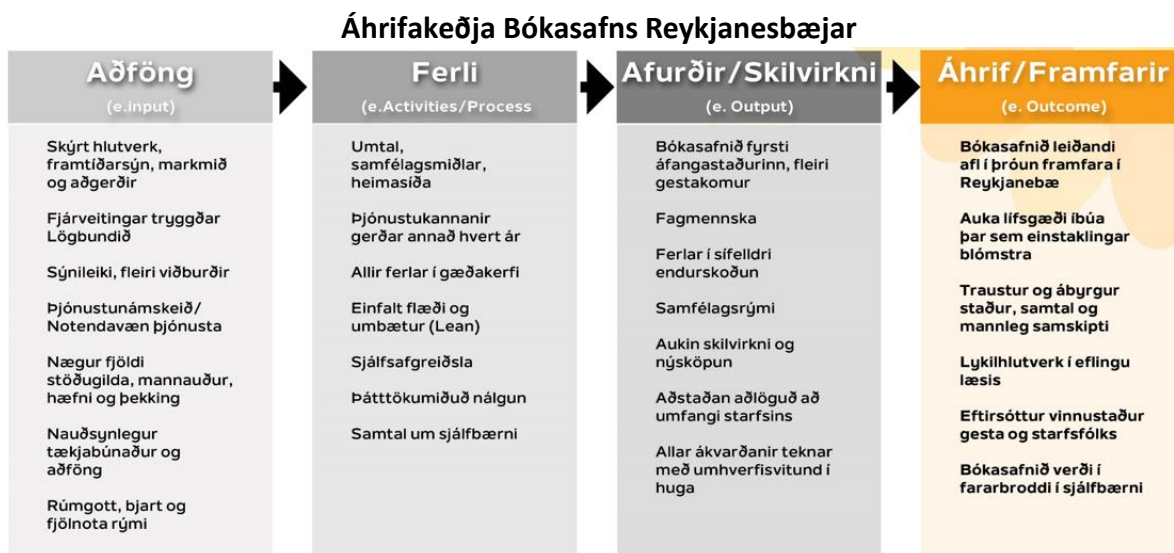 Áhrifakeðja Bókasafns Reykjanesbæjar
Aðföng
(e.input)
Skýrt hlutverk,
framtíðarsýn, markmið
og aðgerðir
Fjárveitingar tryggðar
Lögbundið
Sýnileiki, fleiri viðburðir
Þjónustunámskeið/
Notendavæn þjónusta
Nægur fjöldi
stöðugilda, mannauður,
hæfni og þekking
Nauðsynlegur
tækjabúnaður og
aðföng
Rúmgott, bjart og
fjölnota rými
Ferli
(e.Activities/Process
Umtal,
samfélagsmiðlar,
heimasíða
Þjónustukannanir
gerðar annað hvert ár
Allir ferlar í gæðakerfi
Einfalt flæði og
umbætur (Lean)
Sjálfsafgreiðsla
Þátttökumiðuð nálgun
Samtal um sjálfbærni
Afurðir/Skilvirkni
(e. Output)
Bókasafnið fyrsti
áfangastaðurinn, fleiri
gestakomur
Fagmennska
Ferlar í sífelldri
endurskoðun
Samfélagsrými
Aukin skilvirkni og
nýsköpun
Aðstaðan aðlöguð að
umfangi starfsins
Allar ákvarðanir teknar
með umhverfisvitund í
huga
Áhrif/Framfarir
(e. Outcome)
Bókasafnið leiðandi
afl í þróun framfara í
Reykjanebæ
Auka lífsgæði íbúa
þar sem einstaklingar
blómstra
Traustur og ábyrgur
staður, samtal og
mannleg samskipti
Lykilhlutverk í eflingu
læsis
Eftirsóttur vinnustaður
gesta og starfsfólks
Bókasafnið verði í
fararbroddi í sjálfbærni